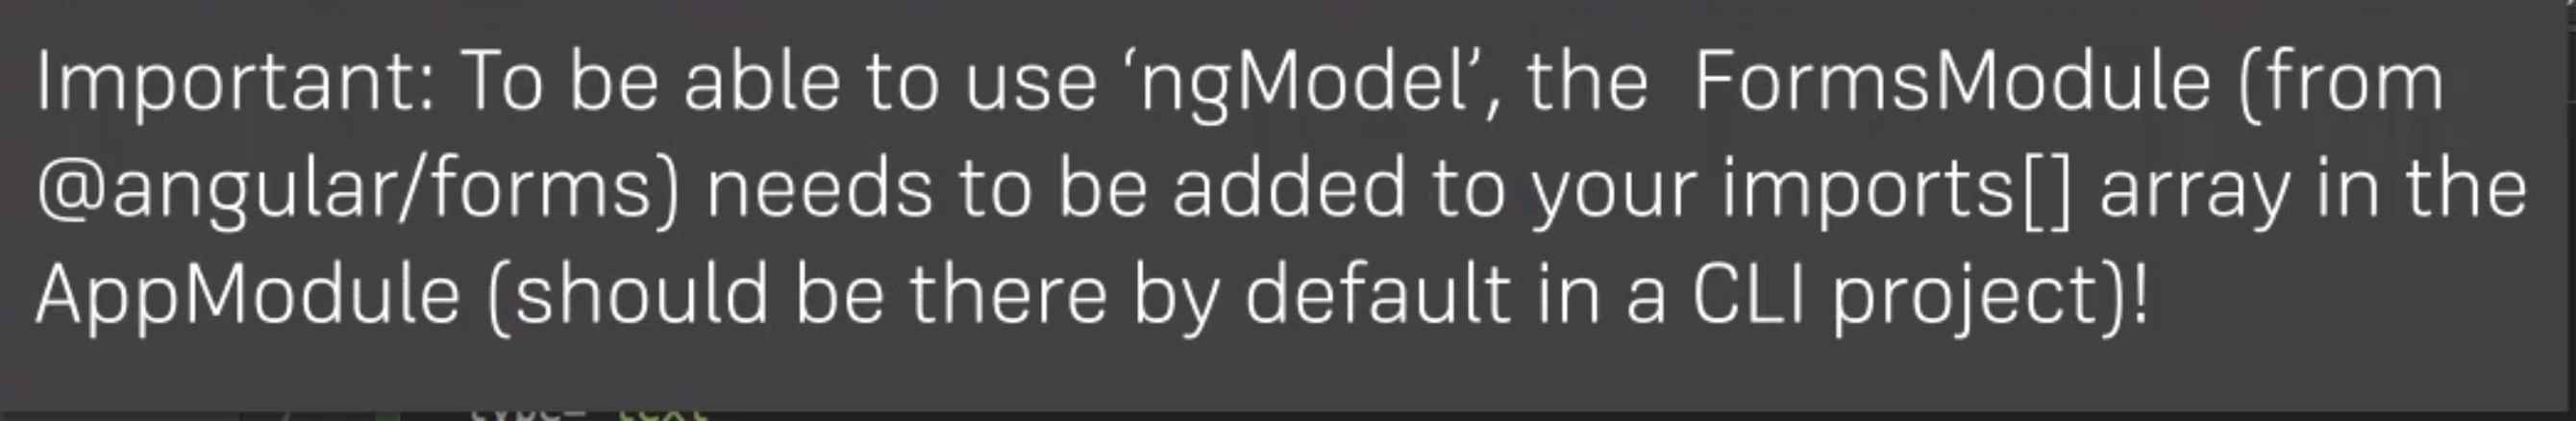 Important: To be able to use ‘ngModel’, the  FormsModule (from
@angular/forms) needs to be added to your imports[] array in the
AppModule (should be there by default in a CLI project)!